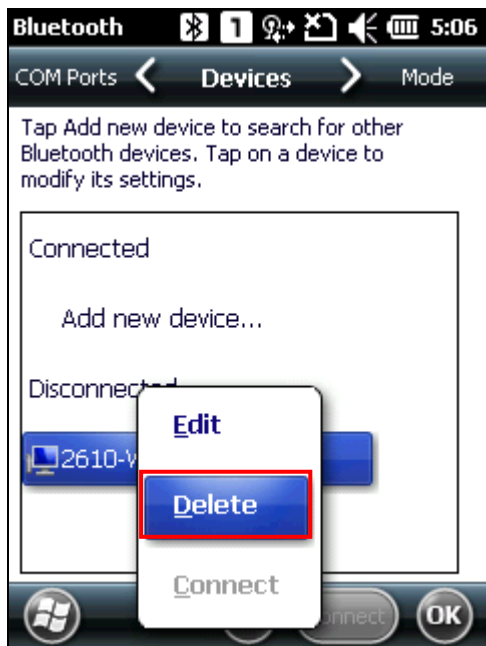 Bluetooth 1 5:06
COM Ports Devices Mode
Tap Add new device to search for other
Bluetooth devices. Tap on a device to
modify its settings.
Connected
Add new device...
Disconnected
2610-
Edit
Delete
Connect
OK